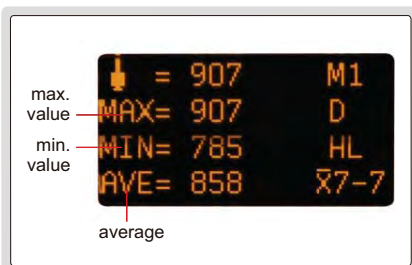 = 907 M1
MAX= 907 D
MIN= 785 HL
AVE= 858 X̄7-7
max.
value
min.
value
average